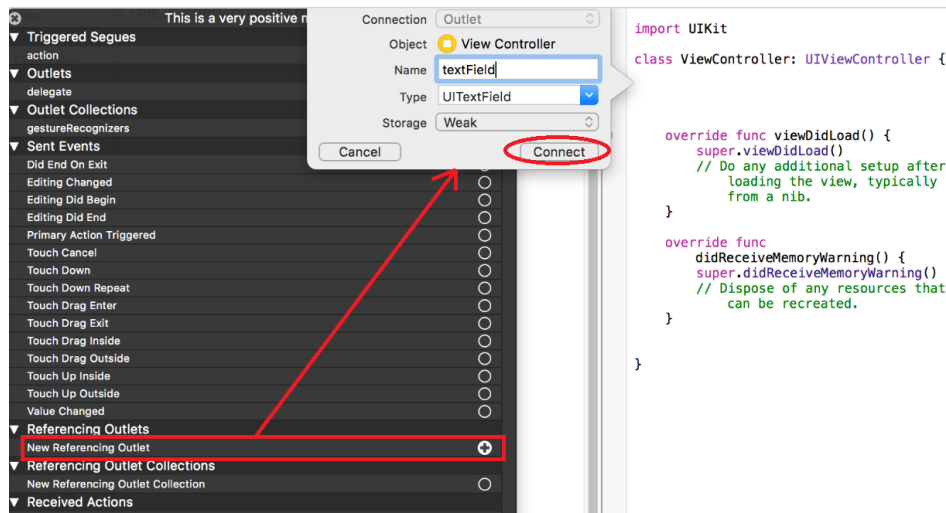 This is a very positive
Triggered Segues
action
Outlets
delegate
Outlet Collections
gestureRecognizers
Sent Events
Did End On Exit
Editing Changed
Editing Did Begin
Editing Did End
Primary Action Triggered
Touch Cancel
Touch Down
Touch Down Repeat
Touch Drag Enter
Touch Drag Exit
Touch Drag Inside
Touch Drag Outside
Touch Up Inside
Touch Up Outside
Value Changed
Referencing Outlets
New Referencing Outlet
Referencing Outlet Collections
New Referencing Outlet Collection
Received Actions
Connection Outlet
Object View Controller
Name textField
Type UITextField
Storage Weak
Cancel Connect
import UIKit
class ViewController: UIViewController {
override func viewDidLoad() {
super.viewDidLoad()
// Do any additional setup after
loading the view, typically
from a nib.
}
override func
didReceiveMemoryWarning() {
super.didReceiveMemoryWarning()
// Dispose of any resources that
can be recreated.
}
}